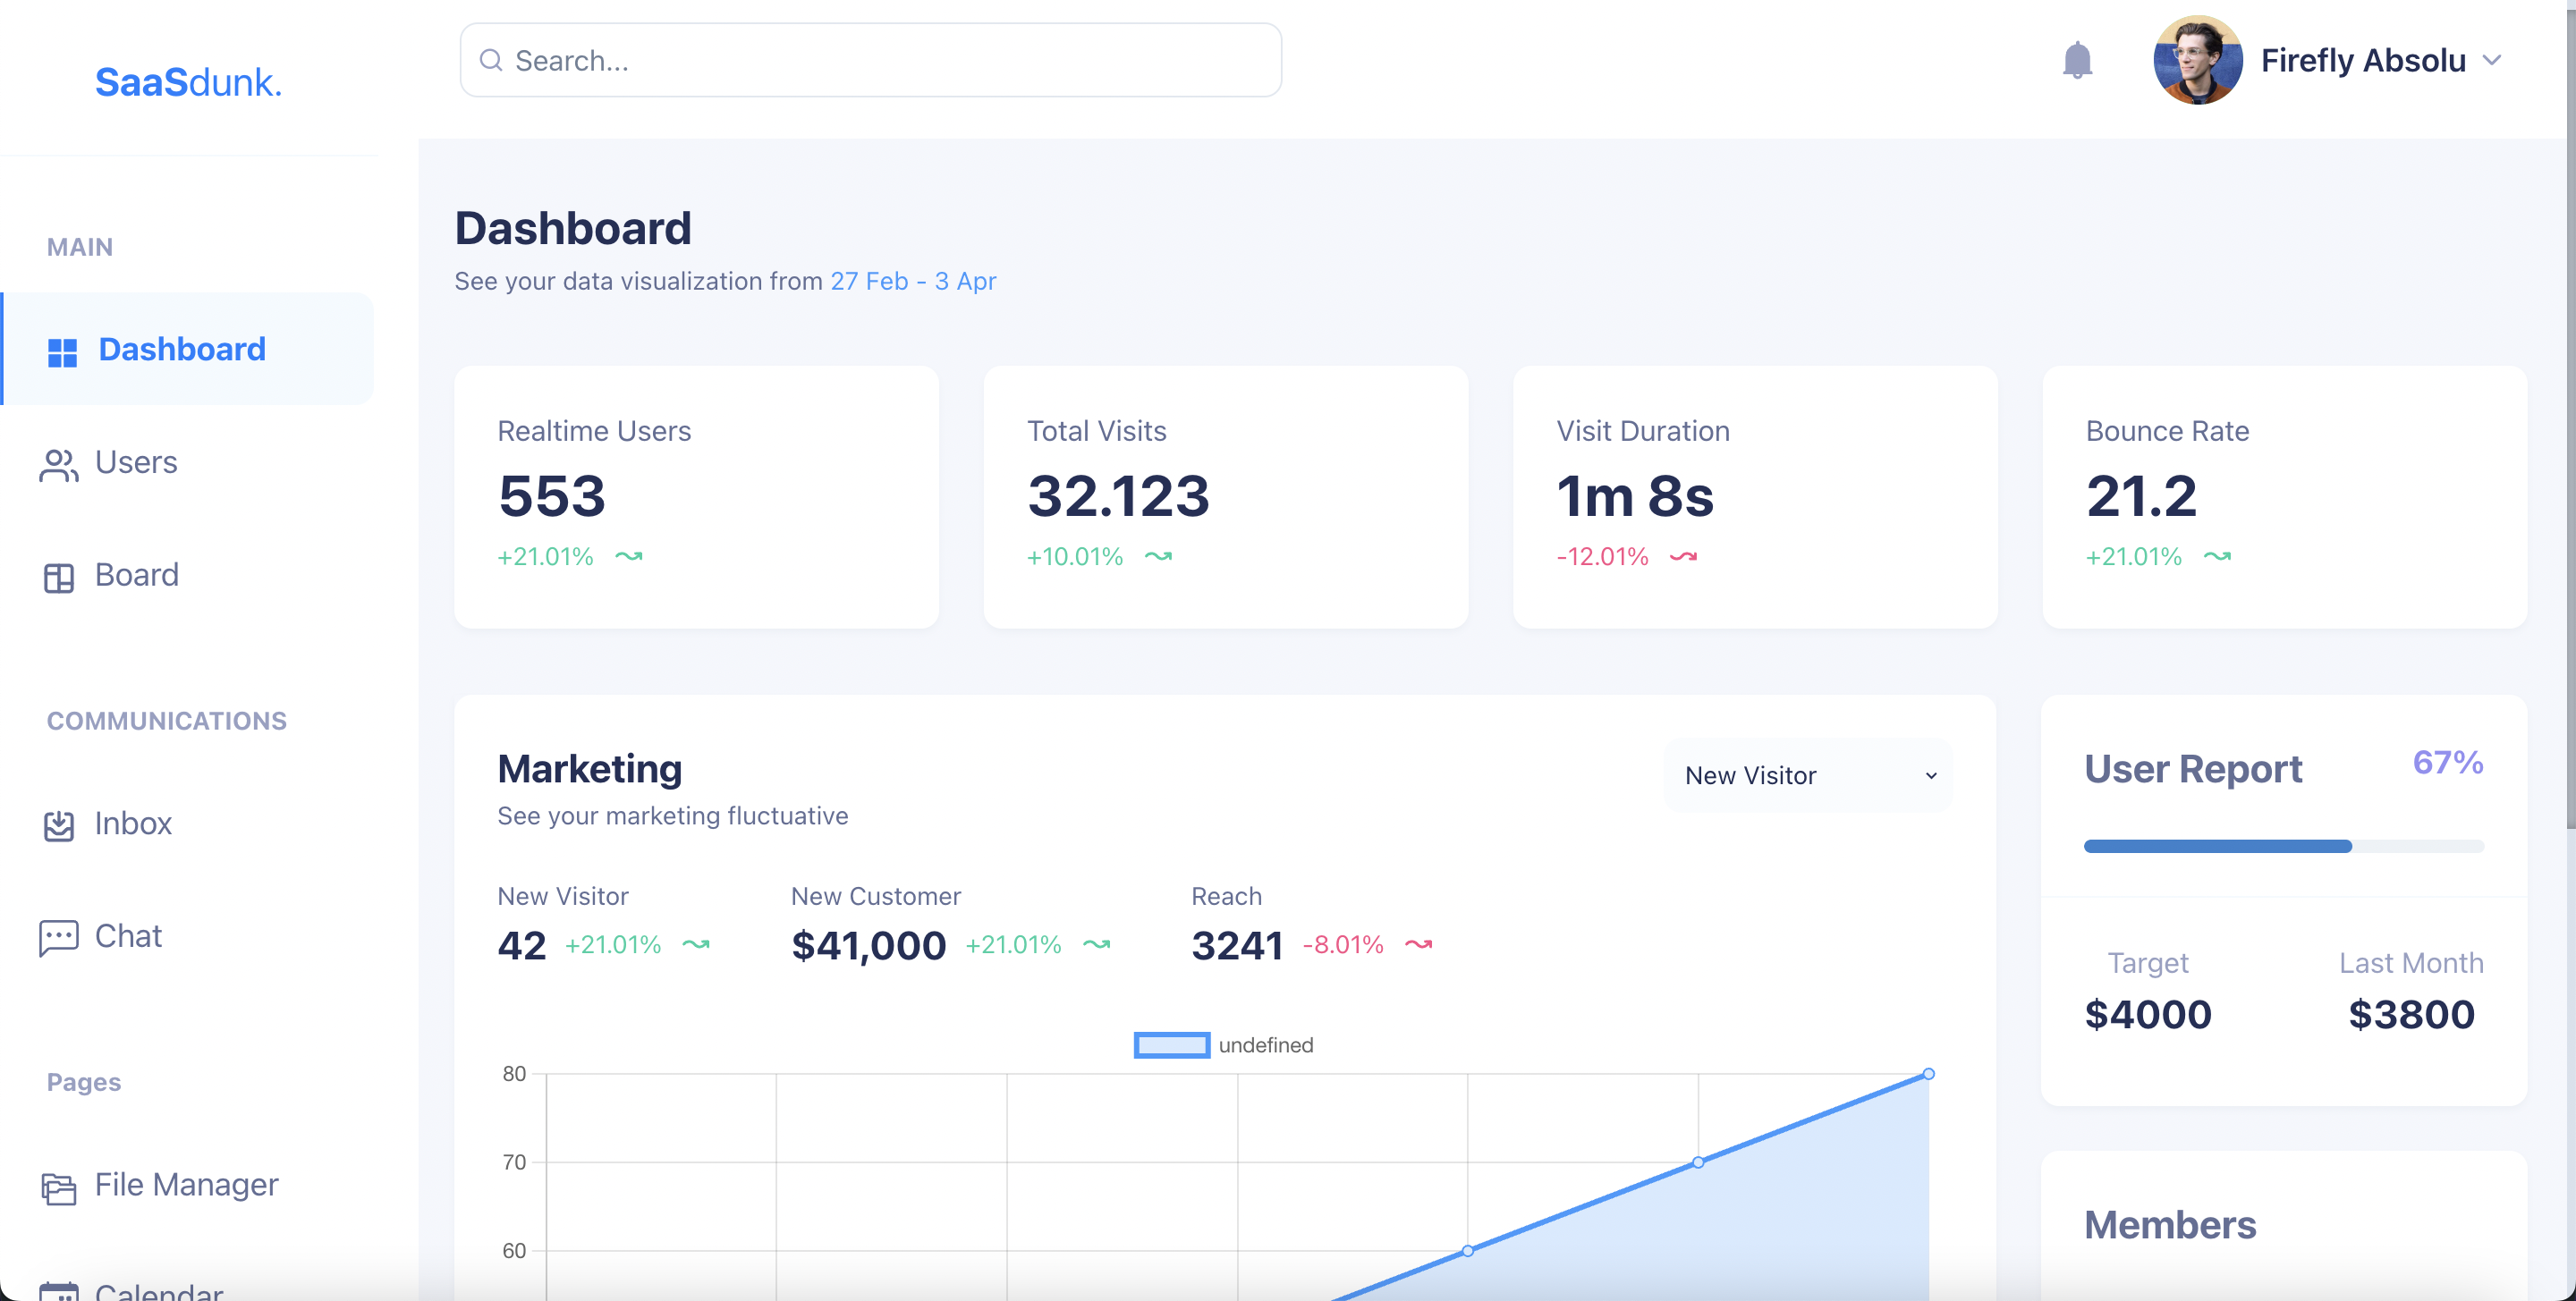 SaaSdunk.
Search...
Firefly Absolu
MAIN
Dashboard
Users
Board
COMMUNICATIONS
Inbox
Chat
Pages
File Manager
Calendar
Dashboard
See your data visualization from 27 Feb - 3 Apr
Realtime Users
553
+21.01%
Total Visits
32.123
+10.01%
Visit Duration
1m 8s
-12.01%
Bounce Rate
21.2
+21.01%
Marketing
See your marketing fluctuative
New Visitor
New Visitor
42 +21.01%
New Customer
$41,000 +21.01%
Reach
3241 -8.01%
undefined
80
70
60
User Report 67%
Target
$4000
Last Month
$3800
Members